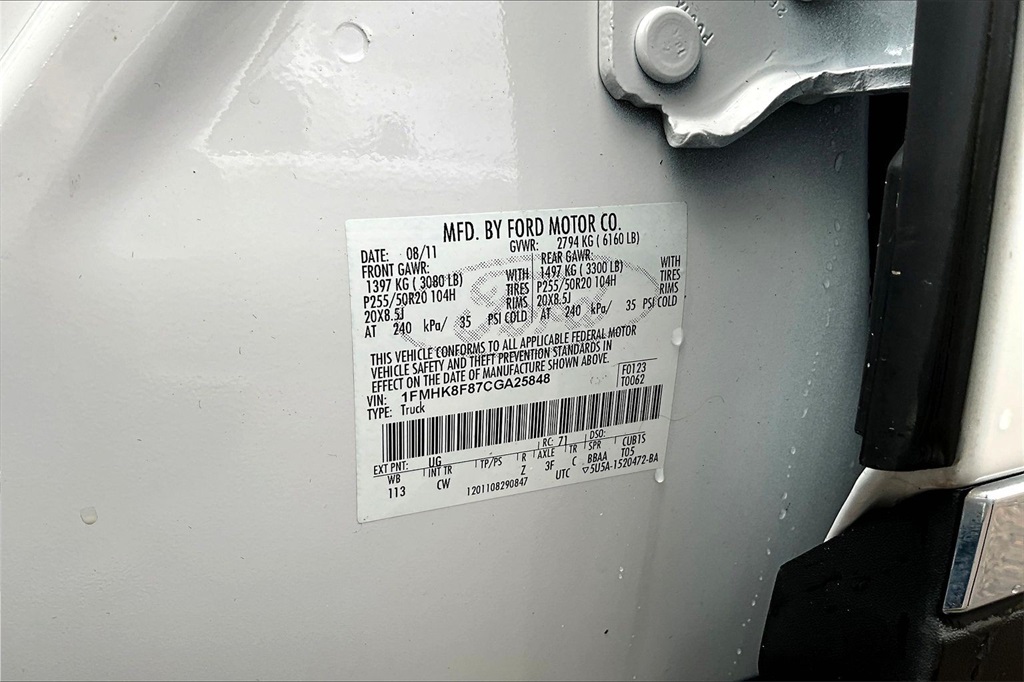 MFD. BY FORD MOTOR CO.
DATE: 08/11 GVWR: 2794 KG ( 6160 LB)
FRONT GAWR: REAR GAWR:
1397 KG ( 3080 LB) WITH 1497 KG ( 3300 LB) WITH
P255/50R20 104H TIRES P255/50R20 104H TIRES
20X8.5J RIMS 20X8.5J RIMS
AT 240 kPa/ 35 PSI COLD AT 240 kPa/ 35 PSI COLD
THIS VEHICLE CONFORMS TO ALL APPLICABLE FEDERAL MOTOR
VEHICLE SAFETY AND THEFT PREVENTION STANDARDS IN
EFFECT ON THE DATE OF MANUFACTURE SHOWN ABOVE.
VIN: 1FMHK8F87CGA25848 F0123
TYPE: Truck T0062
EXT PNT: UG RC: 71 DSO:
WB INT TR TP/PS R AXLE TR SPR CUB1S
113 CW Z 3F C BBAA T05
1201108290847 UTC ▽5U5A-1520472-BA